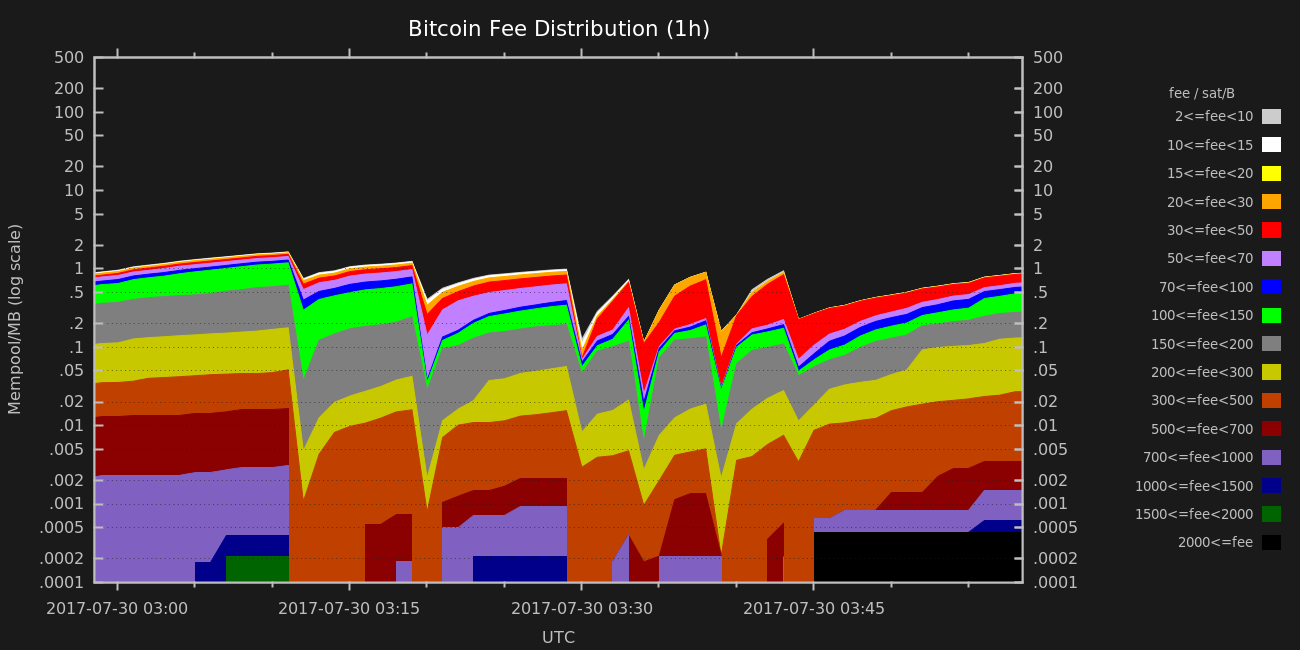 Bitcoin Fee Distribution (1h)
Mempool/MB (log scale)
500
200
100
50
20
10
5
2
1
.5
.2
.1
.05
.02
.01
.005
.002
.001
.0005
.0002
.0001
500
200
100
50
20
10
5
2
1
.5
.2
.1
.05
.02
.01
.005
.002
.001
.0005
.0002
.0001
2017-07-30 03:00 2017-07-30 03:15 2017-07-30 03:30 2017-07-30 03:45
UTC
fee / sat/B
2<=fee<10
10<=fee<15
15<=fee<20
20<=fee<30
30<=fee<50
50<=fee<70
70<=fee<100
100<=fee<150
150<=fee<200
200<=fee<300
300<=fee<500
500<=fee<700
700<=fee<1000
1000<=fee<1500
1500<=fee<2000
2000<=fee